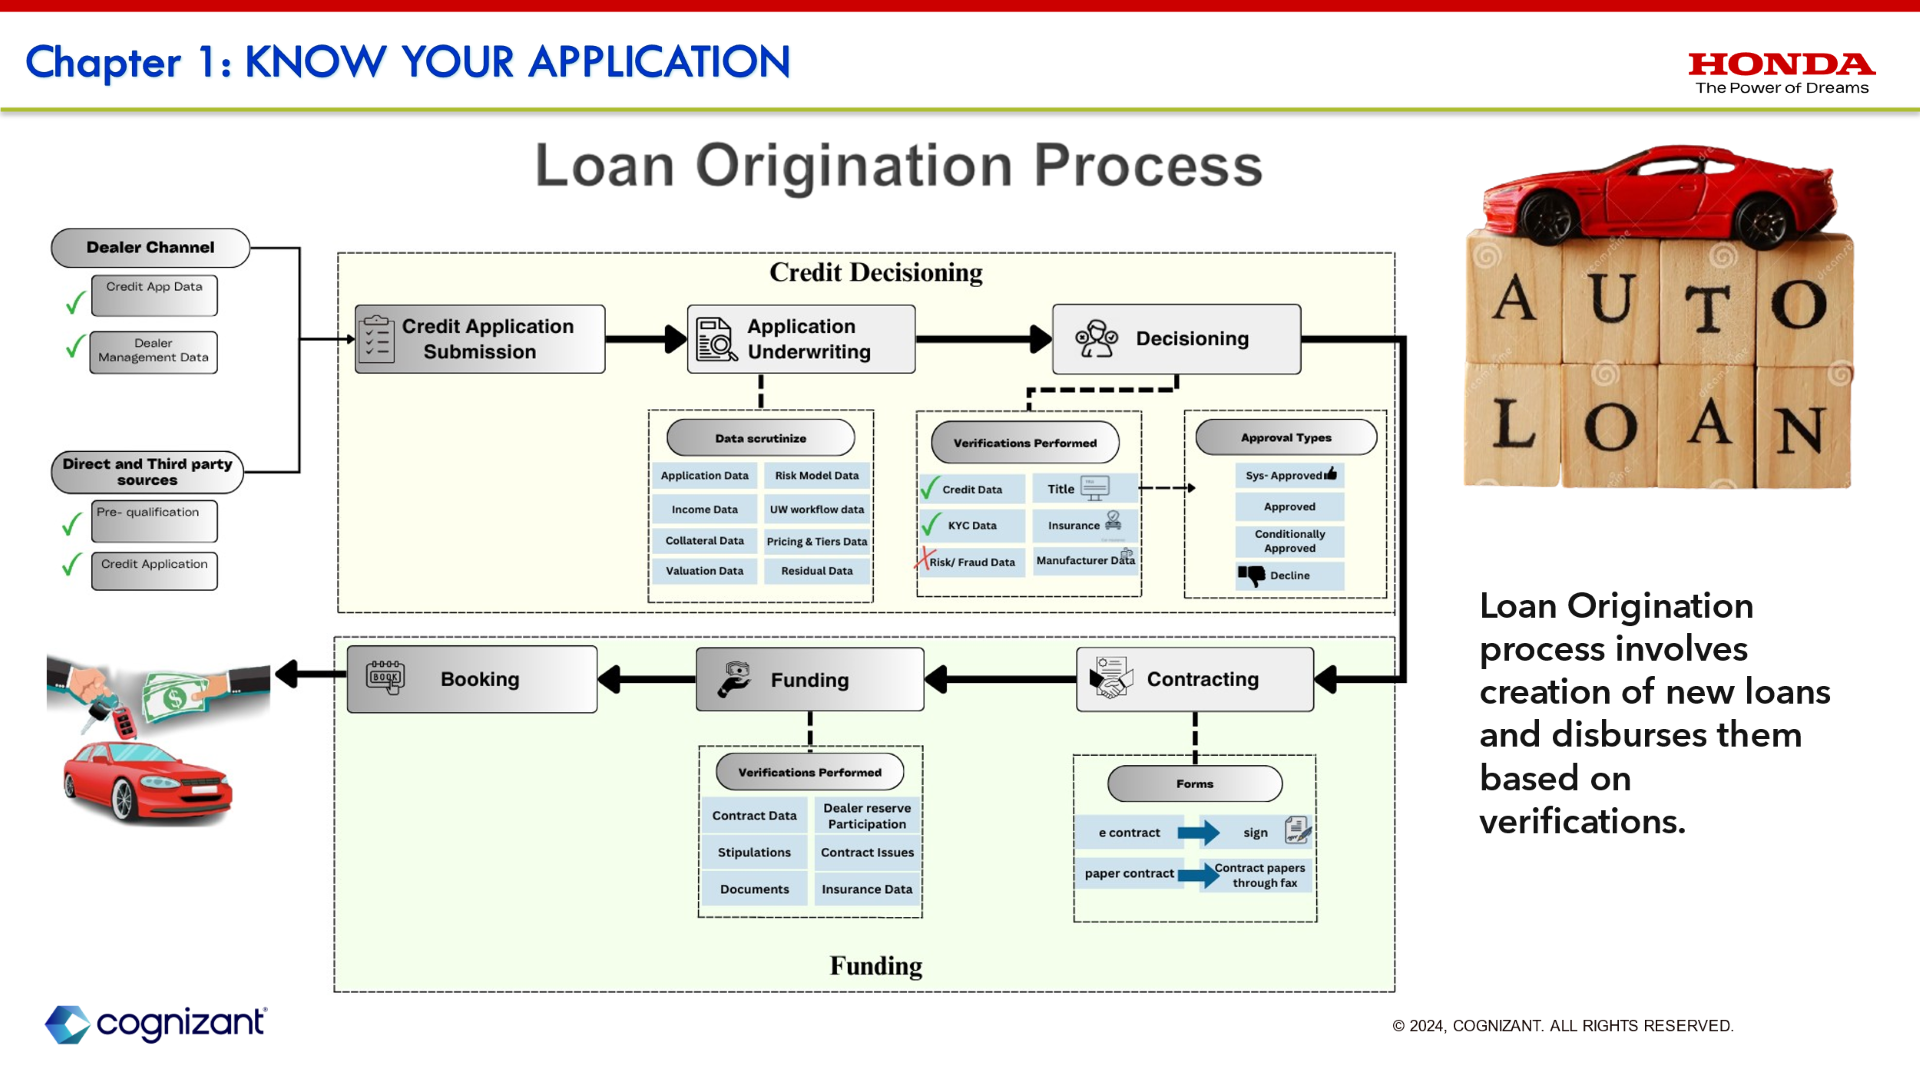 Chapter 1: KNOW YOUR APPLICATION
HONDA
The Power of Dreams
Loan Origination Process
Dealer Channel
Credit App Data
Dealer
Management Data
Direct and Third party
sources
Pre- qualification
Credit Application
Credit Decisioning
Credit Application
Submission
Application
Underwriting
Decisioning
Data scrutinize
Application Data
Risk Model Data
Income Data
UW workflow data
Collateral Data
Pricing & Tiers Data
Valuation Data
Residual Data
Verifications Performed
Credit Data
Title
KYC Data
Insurance
Risk/ Fraud Data
Manufacturer Data
Approval Types
Sys- Approved
Approved
Conditionally
Approved
Decline
Booking
BOOK
Funding
Contracting
Verifications Performed
Contract Data
Dealer reserve
Participation
Stipulations
Contract Issues
Documents
Insurance Data
Forms
e contract
sign
paper contract
Contract papers
through fax
Funding
AUTO
LOAN
Loan Origination
process involves
creation of new loans
and disburses them
based on
verifications.
cognizant
© 2024, COGNIZANT. ALL RIGHTS RESERVED.